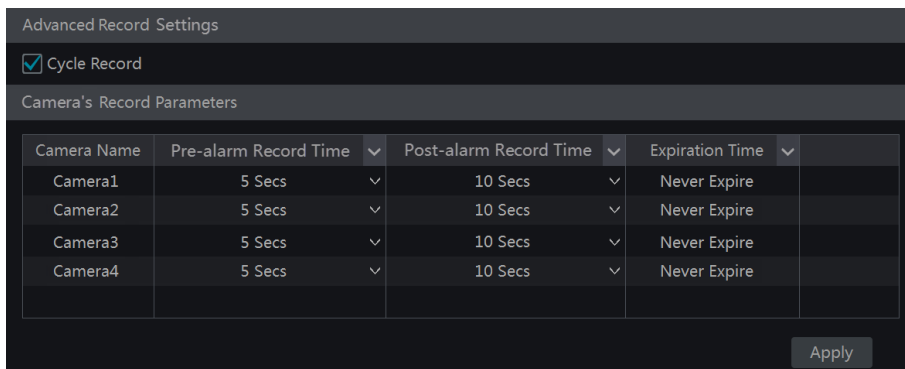 Advanced Record Settings
Cycle Record
Camera's Record Parameters
Camera Name Pre-alarm Record Time Post-alarm Record Time Expiration Time
Camera1 5 Secs 10 Secs Never Expire
Camera2 5 Secs 10 Secs Never Expire
Camera3 5 Secs 10 Secs Never Expire
Camera4 5 Secs 10 Secs Never Expire
Apply